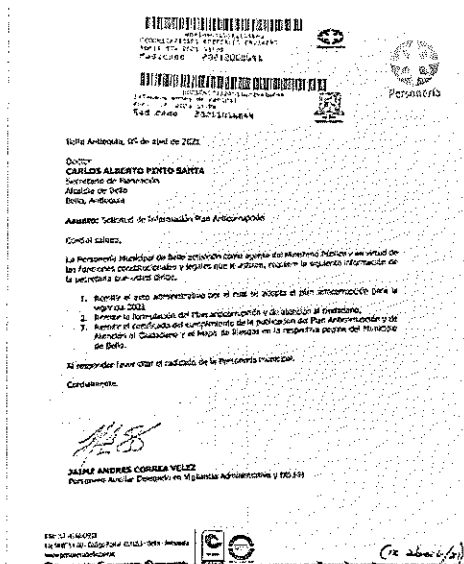 Personería
Bello Antioquia, 05 de abril de 2021
Doctor
CARLOS ALBERTO PINTO SANTA
Secretario de Planeación
Alcaldía de Bello
Bello, Antioquia
Asunto: Solicitud de Información Plan Anticorrupción
Cordial saludo,
La Personería Municipal de Bello actuando como agente del Ministerio Público y en virtud de
las funciones constitucionales y legales que le asisten, requiere la siguiente información de
la secretaría que usted dirige.
1. Remitir el acto administrativo por el cual se adopta el plan anticorrupción para la
vigencia 2021
2. Remitir la formulación del Plan anticorrupción y de atención al ciudadano,
3. Remitir el certificado del cumplimiento de la publicación del Plan Anticorrupción y de
Atención al Ciudadano y el Mapa de Riesgos en la respectiva página del Municipio
de Bello.
Al responder favor citar el radicado de la Personería municipal.
Cordialmente,
JAIME ANDRES CORREA VELEZ
Personero Auxiliar Delegado en Vigilancia Administrativa y